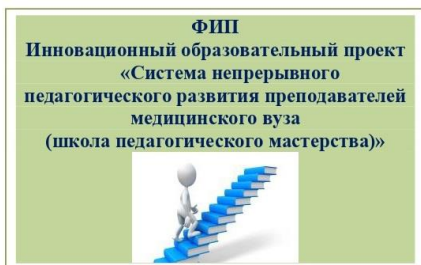 ФИП
Инновационный образовательный проект
«Система непрерывного
педагогического развития преподавателей
медицинского вуза
(школа педагогического мастерства)»